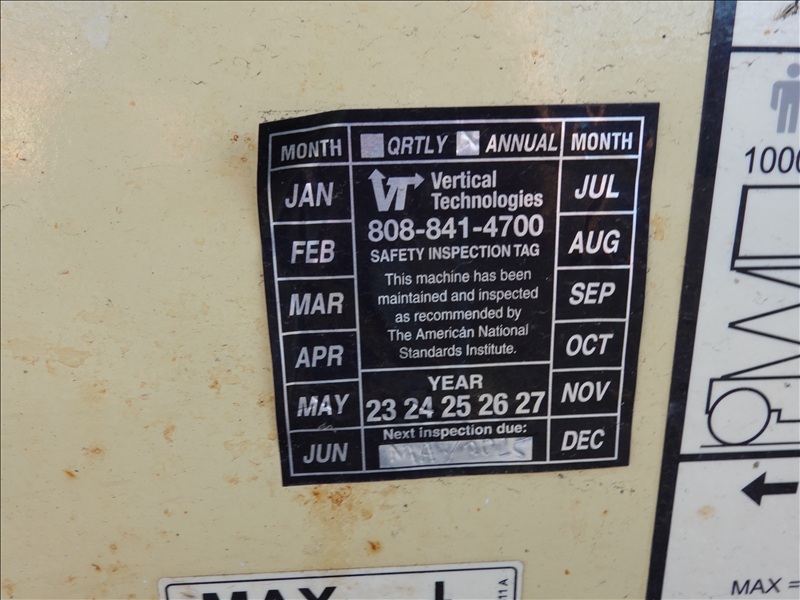 MONTH QRTLY ANNUAL MONTH
JAN
FEB
MAR
APR
MAY
JUN
VT Vertical
Technologies
808-841-4700
SAFETY INSPECTION TAG
This machine has been
maintained and inspected
as recommended by
The American National
Standards Institute.
YEAR
23 24 25 26 27
Next inspection due:
JUL
AUG
SEP
OCT
NOV
DEC
MAX
11 A
MAX =